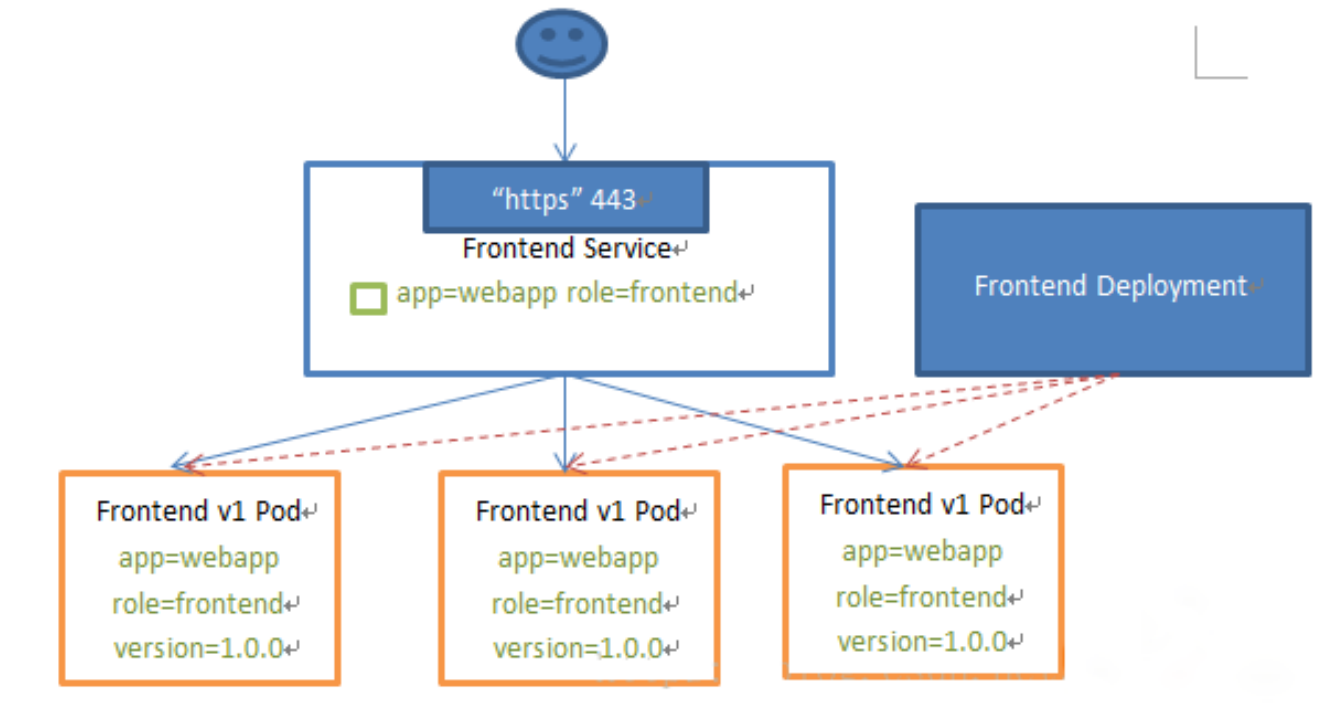 “https” 443
Frontend Service
app=webapp role=frontend
Frontend Deployment
Frontend v1 Pod
app=webapp
role=frontend
version=1.0.0
Frontend v1 Pod
app=webapp
role=frontend
version=1.0.0
Frontend v1 Pod
app=webapp
role=frontend
version=1.0.0